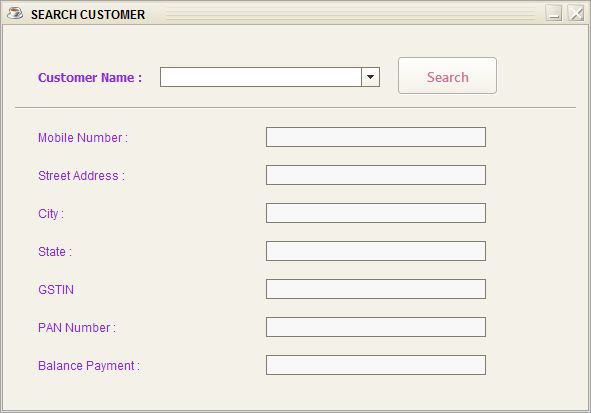 SEARCH CUSTOMER
Customer Name : Search
Mobile Number :
Street Address :
City :
State :
GSTIN
PAN Number :
Balance Payment :